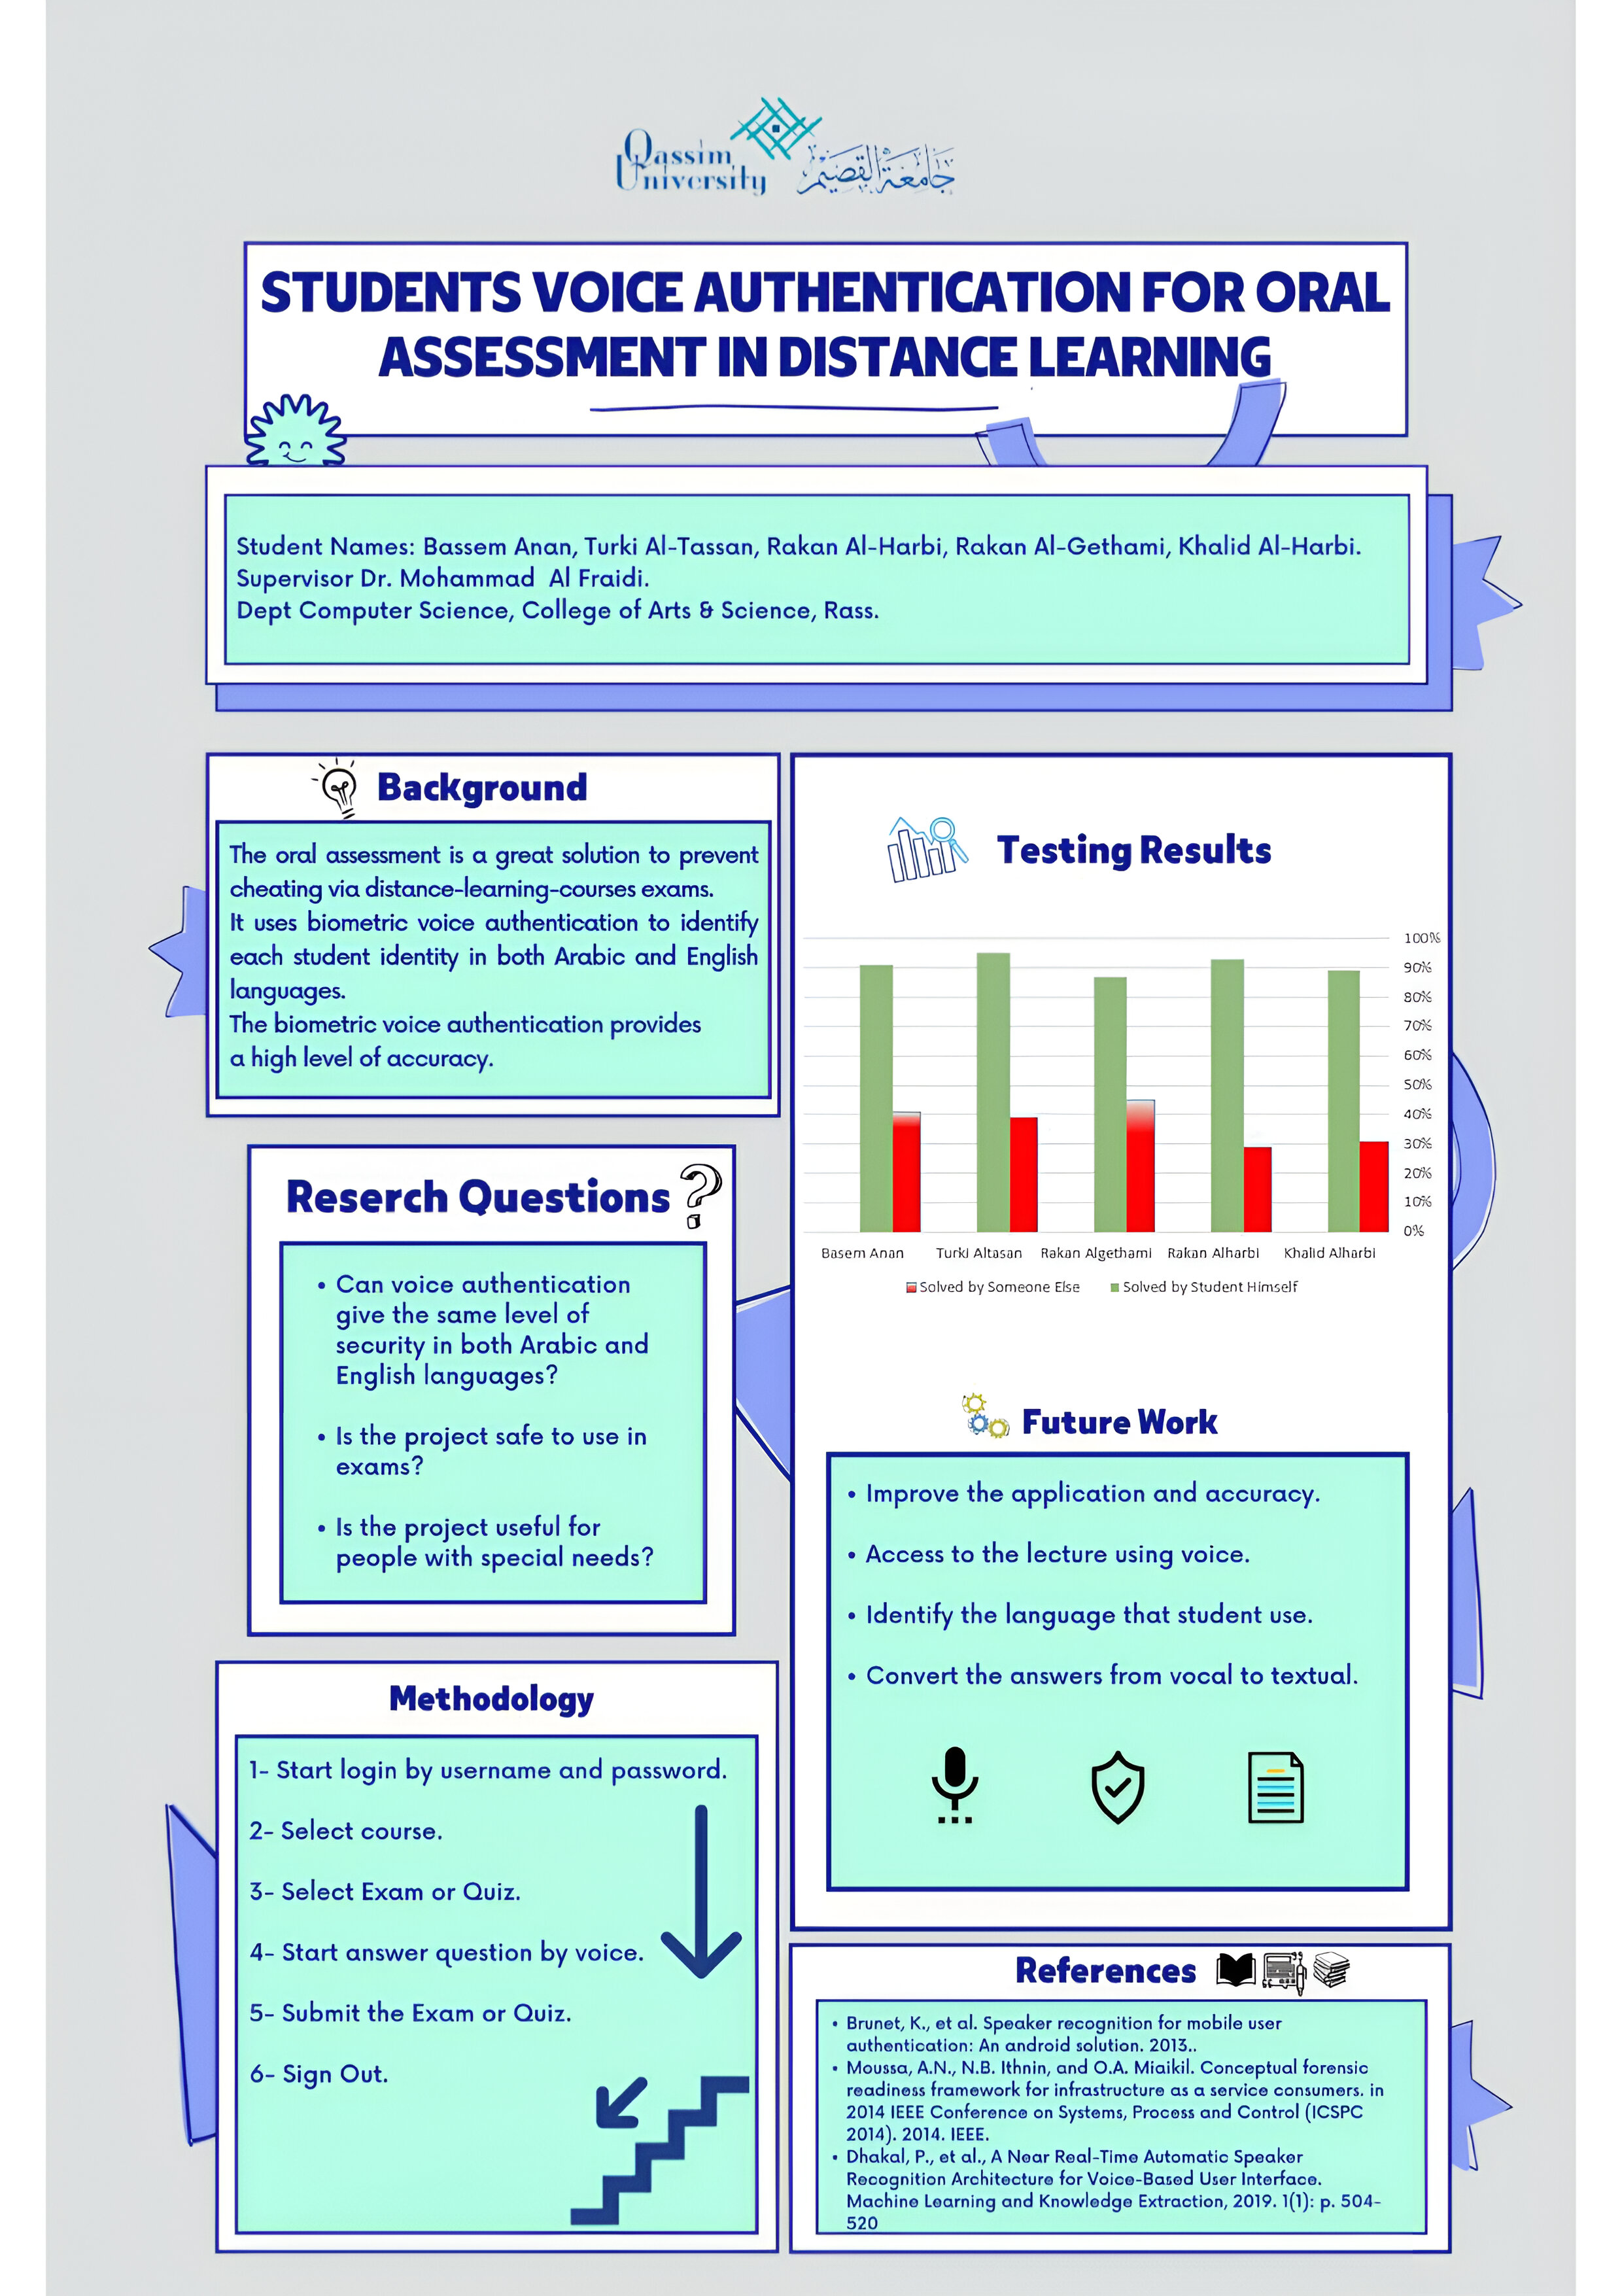 Qassim
University
جامعة القصيم
STUDENTS VOICE AUTHENTICATION FOR ORAL
ASSESSMENT IN DISTANCE LEARNING
Student Names: Bassem Anan, Turki Al-Tassan, Rakan Al-Harbi, Rakan Al-Gethami, Khalid Al-Harbi.
Supervisor Dr. Mohammad Al Fraidi.
Dept Computer Science, College of Arts & Science, Rass.
Background
The oral assessment is a great solution to prevent
cheating via distance-learning-courses exams.
It uses biometric voice authentication to identify
each student identity in both Arabic and English
languages.
The biometric voice authentication provides
a high level of accuracy.
Reserch Questions
• Can voice authentication
give the same level of
security in both Arabic and
English languages?
• Is the project safe to use in
exams?
• Is the project useful for
people with special needs?
Methodology
1- Start login by username and password.
2- Select course.
3- Select Exam or Quiz.
4- Start answer question by voice.
5- Submit the Exam or Quiz.
6- Sign Out.
Testing Results
100%
90%
80%
70%
60%
50%
40%
30%
20%
10%
0%
Basem Anan Turki Altasan Rakan Algethami Rakan Alharbi Khalid Alharbi
Solved by Someone Else Solved by Student Himself
Future Work
• Improve the application and accuracy.
• Access to the lecture using voice.
• Identify the language that student use.
• Convert the answers from vocal to textual.
References
• Brunet, K., et al. Speaker recognition for mobile user
authentication: An android solution. 2013..
• Moussa, A.N., N.B. Ithnin, and O.A. Miaikil. Conceptual forensic
readiness framework for infrastructure as a service consumers. in
2014 IEEE Conference on Systems, Process and Control (ICSPC
2014). 2014. IEEE.
• Dhakal, P., et al., A Near Real-Time Automatic Speaker
Recognition Architecture for Voice-Based User Interface.
Machine Learning and Knowledge Extraction, 2019. 1(1): p. 504-
520